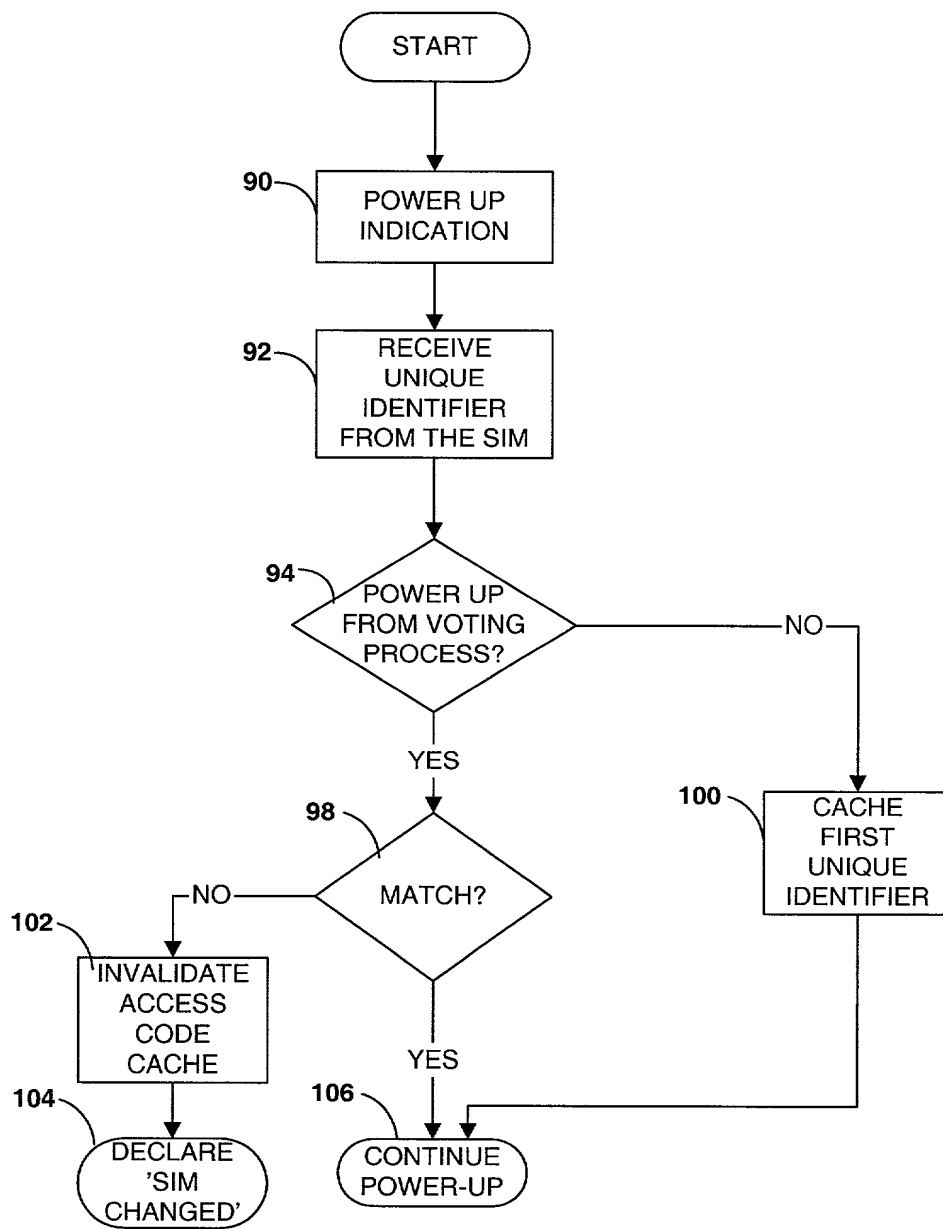 START
90
POWER UP
INDICATION
92
RECEIVE
UNIQUE
IDENTIFIER
FROM THE SIM
94
POWER UP
FROM VOTING
PROCESS?
NO
YES
98
MATCH?
100
CACHE
FIRST
UNIQUE
IDENTIFIER
NO
102
INVALIDATE
ACCESS
CODE
CACHE
YES
104
DECLARE
'SIM
CHANGED'
106
CONTINUE
POWER-UP